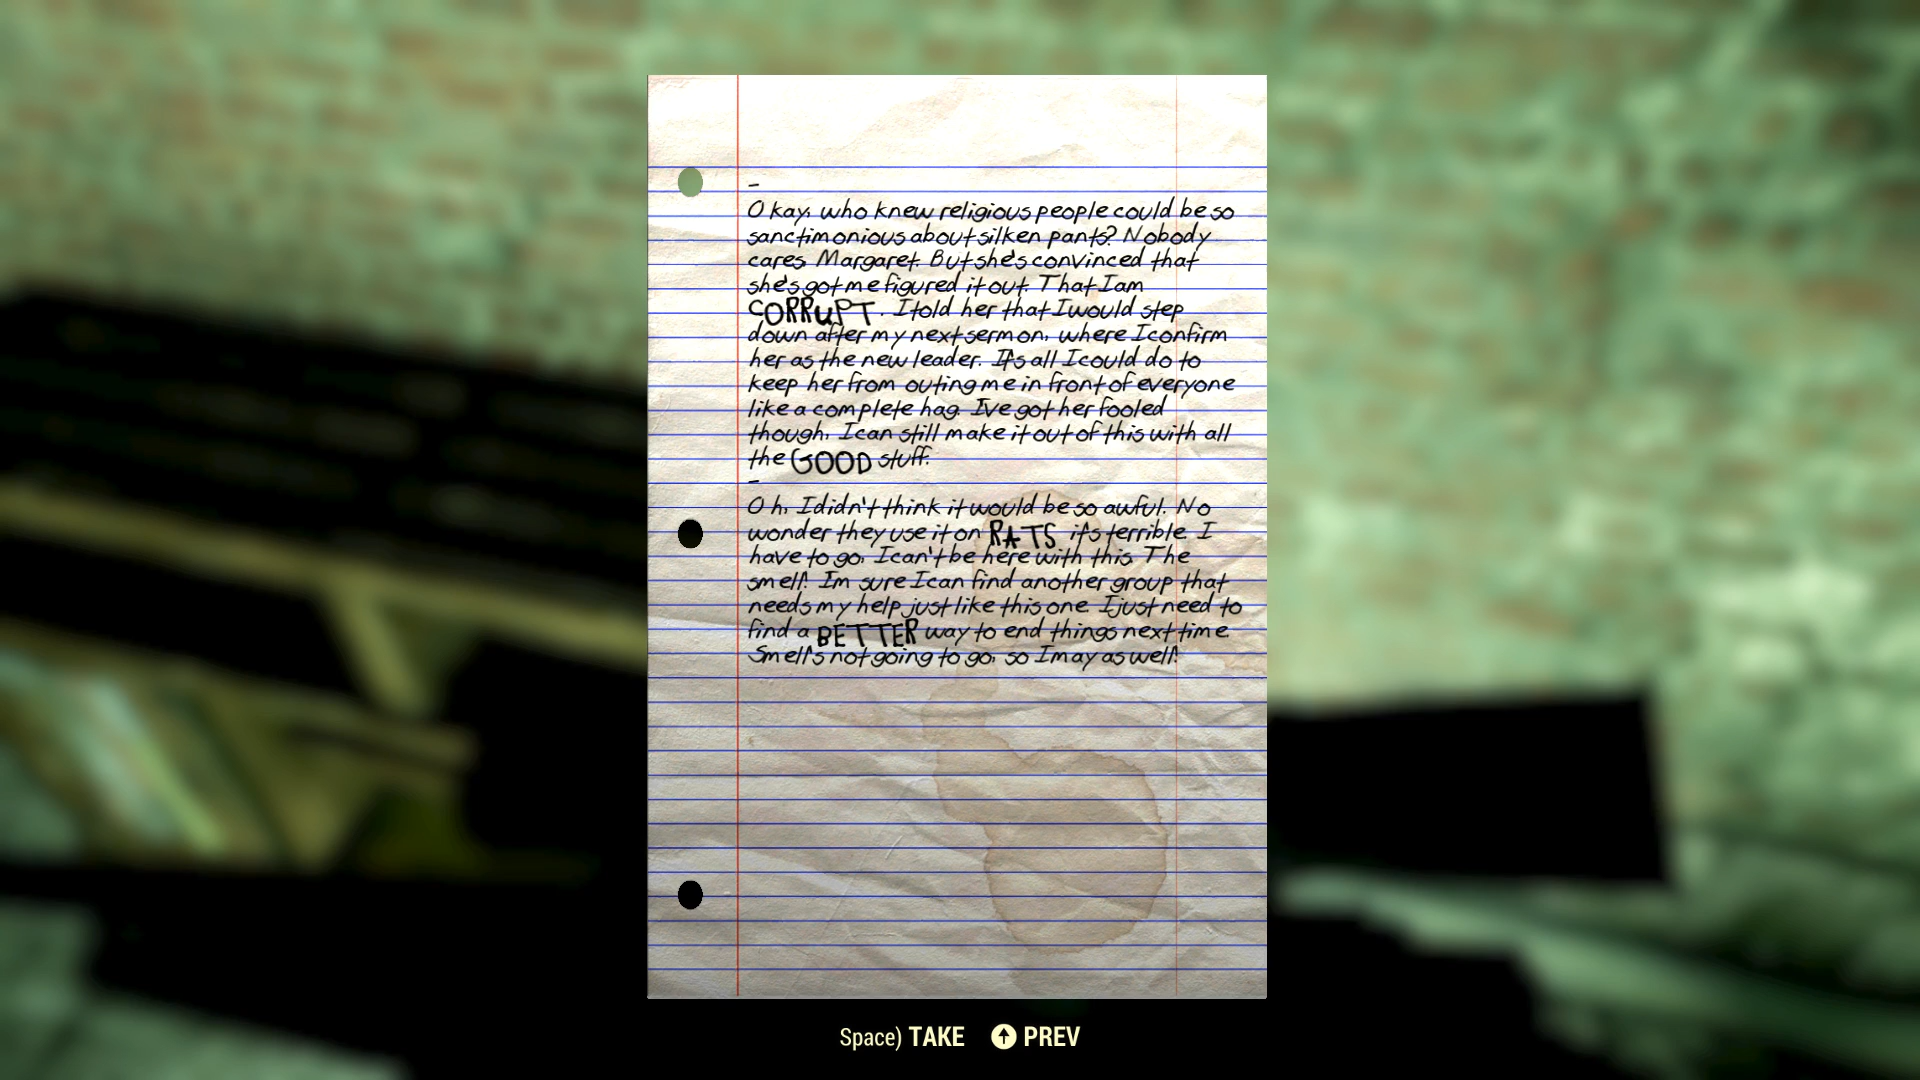 -
Okay, who knew religious people could be so
sanctimonious about silken pants? Nobody
cares, Margaret. But she's convinced that
she's got me figured it out. That I am
CORRUPT. I told her that I would step
down after my next sermon, where I confirm
her as the new leader. It's all I could do to
keep her from outing me in front of everyone
like a complete hag. I've got her fooled
though, I can still make it out of this with all
the GOOD stuff.
-
Oh, I didn't think it would be so awful. No
wonder they use it on RATS it's terrible. I
have to go, I can't be here with this. The
smell! I'm sure I can find another group that
needs my help just like this one. I just need to
find a BETTER way to end things next time.
Smell's not going to go, so I may as well!
Space) TAKE PREV